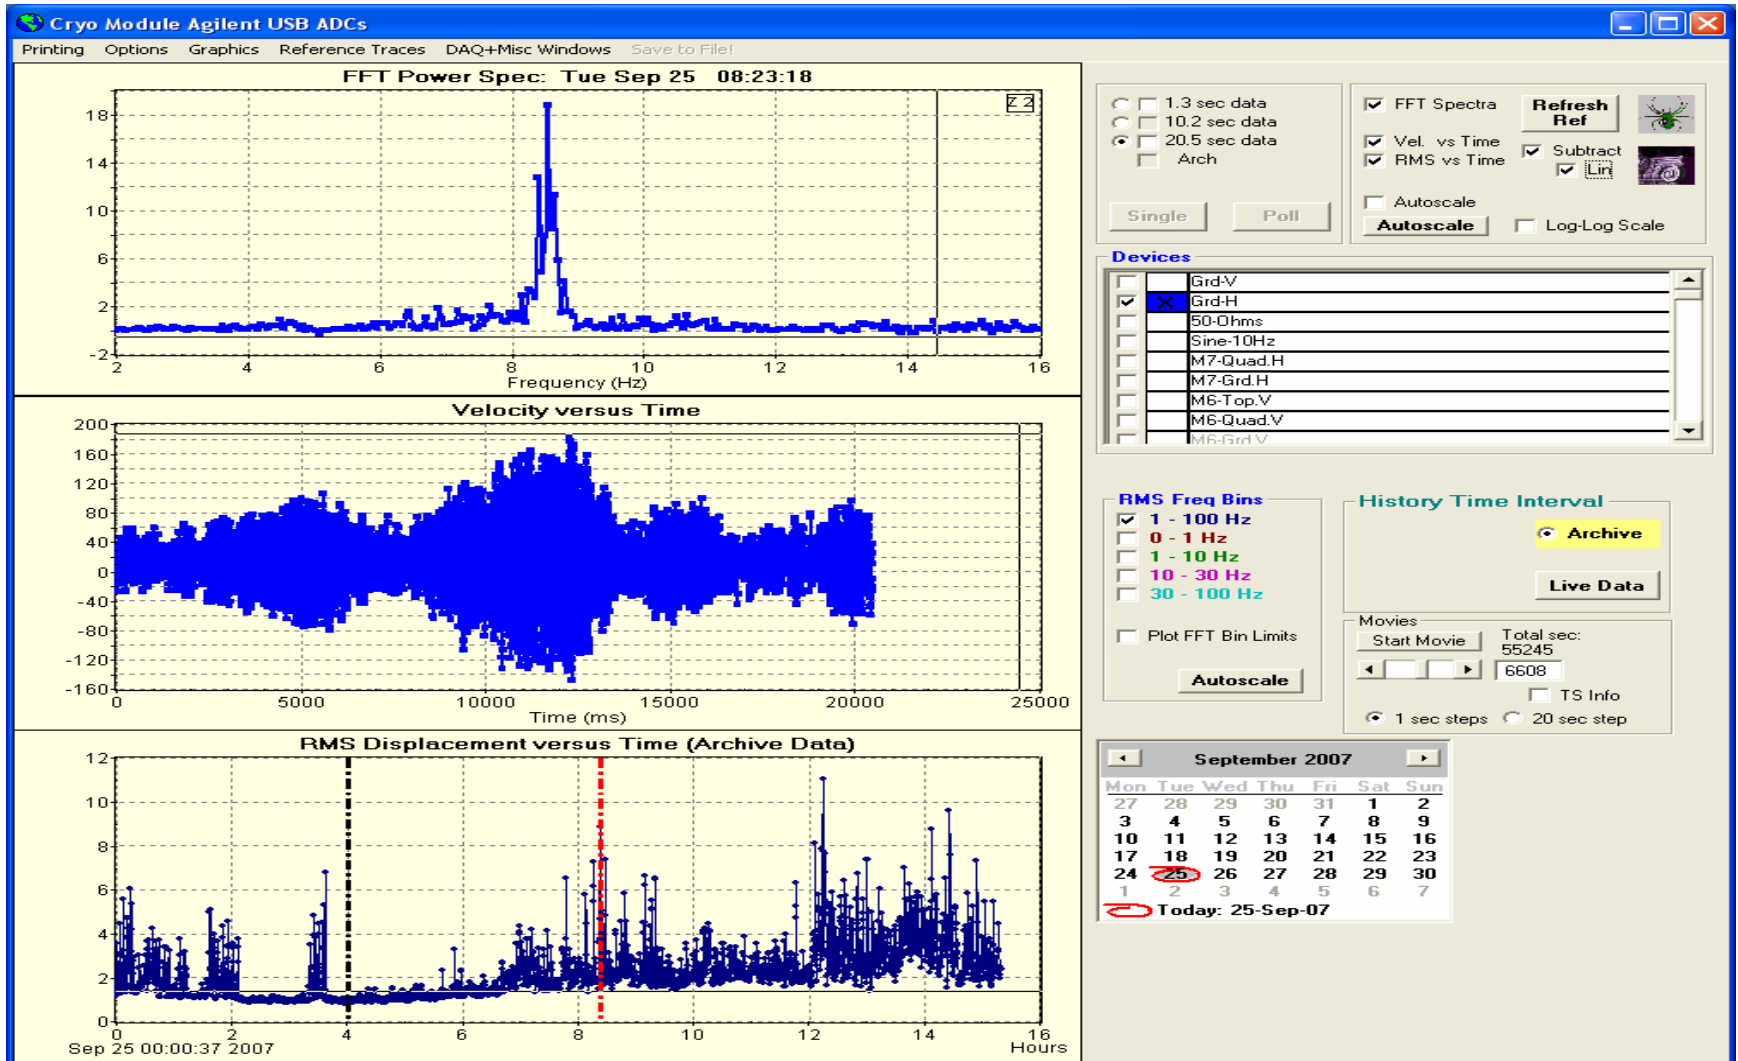 Cryo Module Agilent USB ADCs
Printing Options Graphics Reference Traces DAQ+Misc Windows Save to File!
FFT Power Spec: Tue Sep 25 08:23:18
Z 2
18
14
10
6
2
-2
2 4 6 8 10 12 14 16
Frequency (Hz)
Velocity versus Time
200
160
120
80
40
0
-40
-80
-120
-160
0 5000 10000 15000 20000 25000
Time (ms)
RMS Displacement versus Time (Archive Data)
12
10
8
6
4
2
0
0 2 4 6 8 10 12 14 16
Sep 25 00:00:37 2007 Hours
1.3 sec data
10.2 sec data
20.5 sec data
Arch
Single Poll
FFT Spectra
Vel. vs Time
RMS vs Time
Refresh
Ref
Subtract
Lin
Autoscale
Autoscale Log-Log Scale
Devices
Grd-V
Grd-H
50-Ohms
Sine-10Hz
M7-Quad.H
M7-Grd.H
M6-Top.V
M6-Quad.V
M6-Grd.V
RMS Freq Bins
1 - 100 Hz
0 - 1 Hz
1 - 10 Hz
10 - 30 Hz
30 - 100 Hz
Plot FFT Bin Limits
Autoscale
History Time Interval
Archive
Live Data
Movies
Start Movie
Total sec:
55245
6608
TS Info
1 sec steps 20 sec step
September 2007
Mon Tue Wed Thu Fri Sat Sun
27 28 29 30 31 1 2
3 4 5 6 7 8 9
10 11 12 13 14 15 16
17 18 19 20 21 22 23
24 25 26 27 28 29 30
1 2 3 4 5 6 7
Today: 25-Sep-07